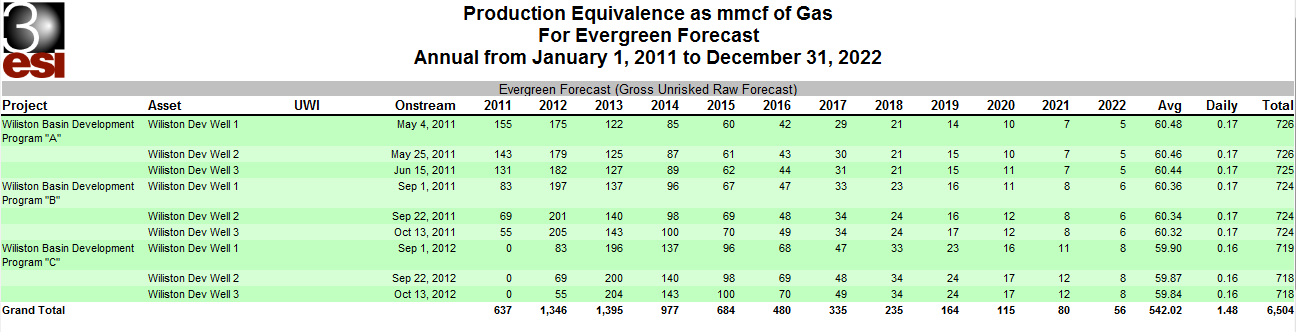 3
esi
Production Equivalence as mmcf of Gas
For Evergreen Forecast
Annual from January 1, 2011 to December 31, 2022
Evergreen Forecast (Gross Unrisked Raw Forecast)
Project Asset UWI Onstream 2011 2012 2013 2014 2015 2016 2017 2018 2019 2020 2021 2022 Avg Daily Total
Wiliston Basin Development Wiliston Dev Well 1 May 4, 2011 155 175 122 85 60 42 29 21 14 10 7 5 60.48 0.17 726
Program "A"
Wiliston Dev Well 2 May 25, 2011 143 179 125 87 61 43 30 21 15 10 7 5 60.46 0.17 726
Wiliston Dev Well 3 Jun 15, 2011 131 182 127 89 62 44 31 21 15 11 7 5 60.44 0.17 725
Wiliston Basin Development Wiliston Dev Well 1 Sep 1, 2011 83 197 137 96 67 47 33 23 16 11 8 6 60.36 0.17 724
Program "B"
Wiliston Dev Well 2 Sep 22, 2011 69 201 140 98 69 48 34 24 16 12 8 6 60.34 0.17 724
Wiliston Dev Well 3 Oct 13, 2011 55 205 143 100 70 49 34 24 17 12 8 6 60.32 0.17 724
Wiliston Basin Development Wiliston Dev Well 1 Sep 1, 2012 0 83 196 137 96 68 47 33 23 16 11 8 59.90 0.16 719
Program "C"
Wiliston Dev Well 2 Sep 22, 2012 0 69 200 140 98 69 48 34 24 17 12 8 59.87 0.16 718
Wiliston Dev Well 3 Oct 13, 2012 0 55 204 143 100 70 49 34 24 17 12 8 59.84 0.16 718
Grand Total 637 1,346 1,395 977 684 480 335 235 164 115 80 56 542.02 1.48 6,504